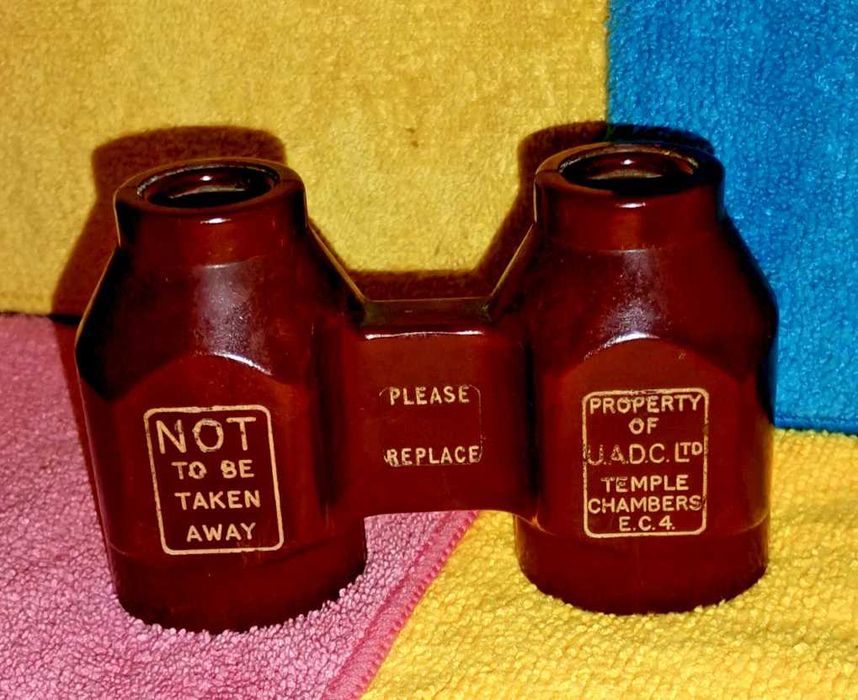 NOT
TO BE
TAKEN
AWAY
PLEASE
REPLACE
PROPERTY
OF
U.A.D.C. LTD
TEMPLE
CHAMBERS
E.C.4.